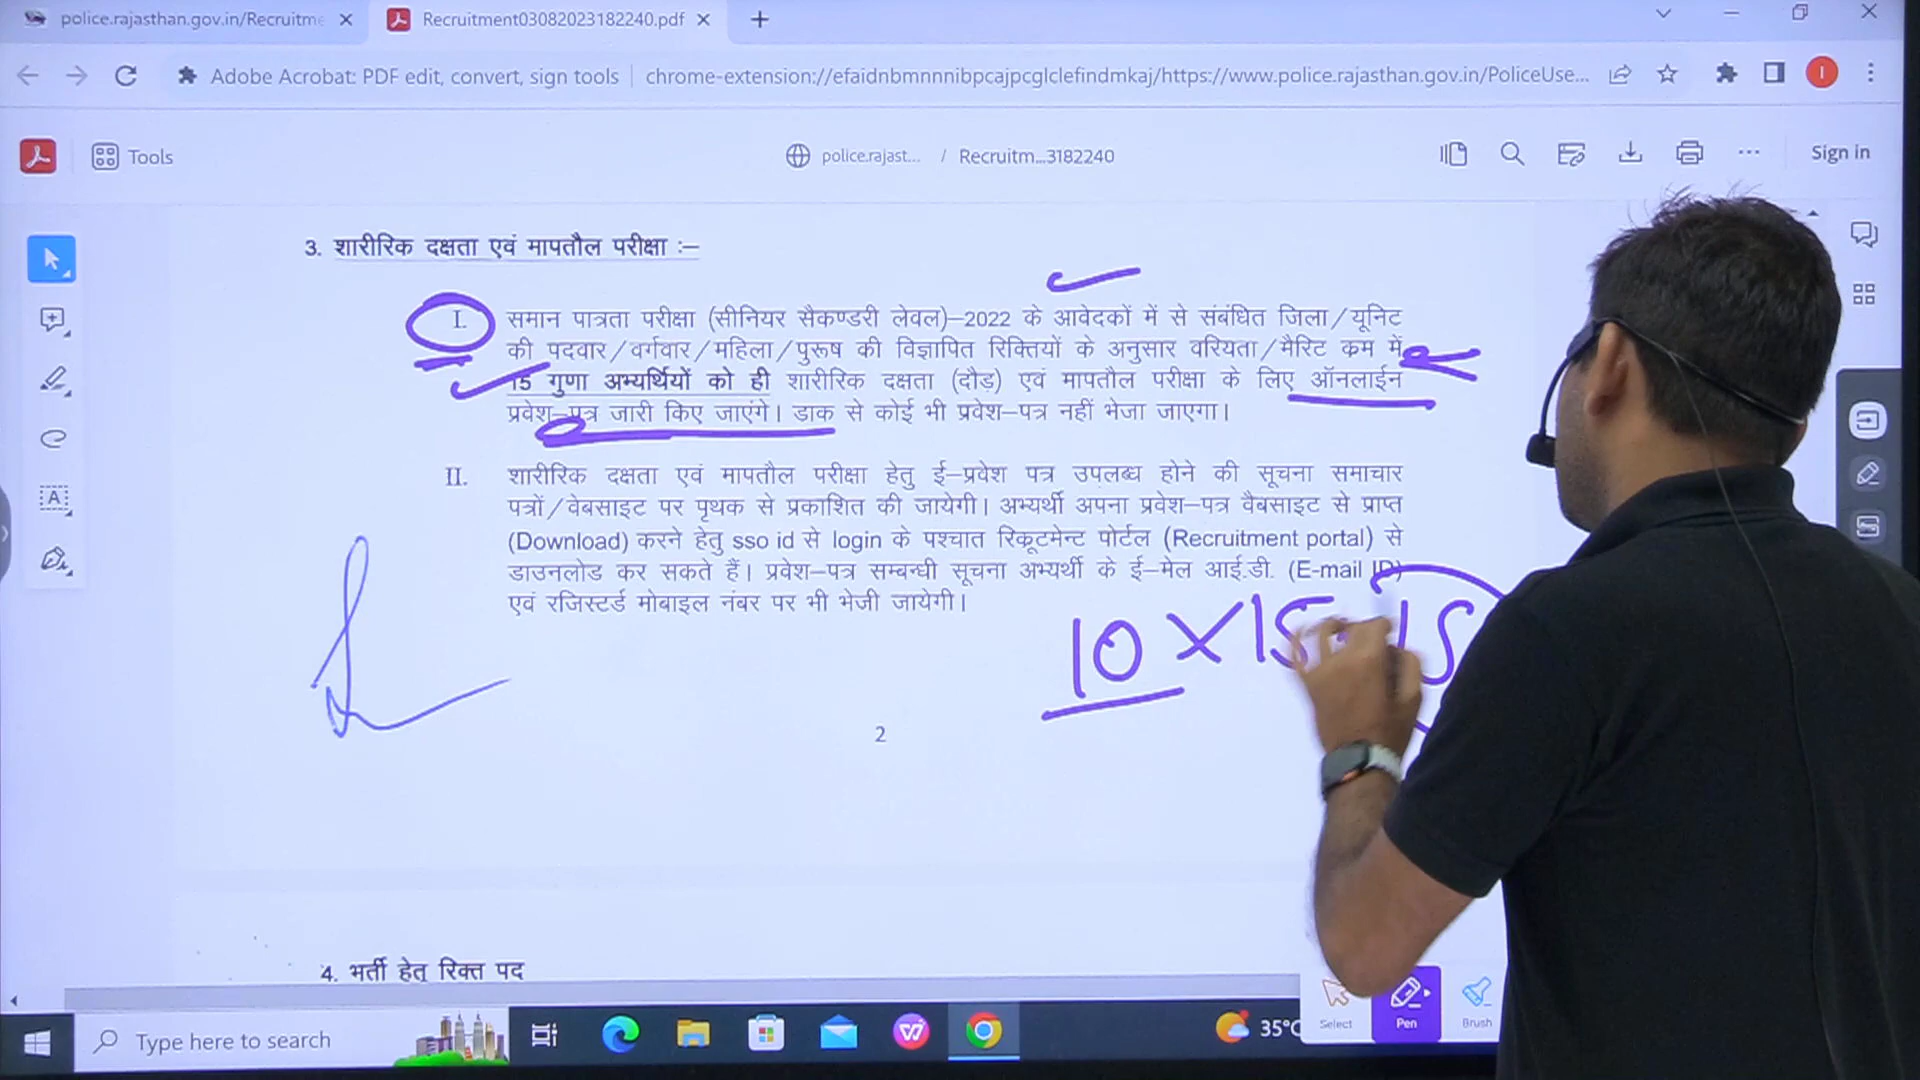 police.rajasthan.gov.in/Recruitme
Recruitment03082023182240.pdf
Adobe Acrobat: PDF edit, convert, sign tools
chrome-extension://efaidnbmnnnibpcajpcglclefindmkaj/https://www.police.rajasthan.gov.in/PoliceUse...
I
Tools
police.rajast... / Recruitm...3182240
Sign in
3. शारीरिक दक्षता एवं मापतौल परीक्षा :–
I. समान पात्रता परीक्षा (सीनियर सैकण्डरी लेवल)–2022 के आवेदकों में से संबंधित जिला/यूनिट
की पदवार/वर्गवार/महिला/पुरूष की विज्ञापित रिक्तियों के अनुसार वरियता/मैरिट क्रम में
15 गुणा अभ्यर्थियों को ही शारीरिक दक्षता (दौड़) एवं मापतौल परीक्षा के लिए ऑनलाईन
प्रवेश–पत्र जारी किए जाएंगे। डाक से कोई भी प्रवेश–पत्र नहीं भेजा जाएगा।
II. शारीरिक दक्षता एवं मापतौल परीक्षा हेतु ई–प्रवेश पत्र उपलब्ध होने की सूचना समाचार
पत्रों/वेबसाइट पर पृथक से प्रकाशित की जायेगी। अभ्यर्थी अपना प्रवेश–पत्र वैबसाइट से प्राप्त
(Download) करने हेतु sso id से login के पश्चात रिक्रूटमेन्ट पोर्टल (Recruitment portal) से
डाउनलोड कर सकते हैं। प्रवेश–पत्र सम्बन्धी सूचना अभ्यर्थी के ई–मेल आई.डी. (E-mail ID)
एवं रजिस्टर्ड मोबाइल नंबर पर भी भेजी जायेगी।
10 × 15 15
2
4. भर्ती हेतु रिक्त पद
Select
Pen
Brush
Type here to search
35°C